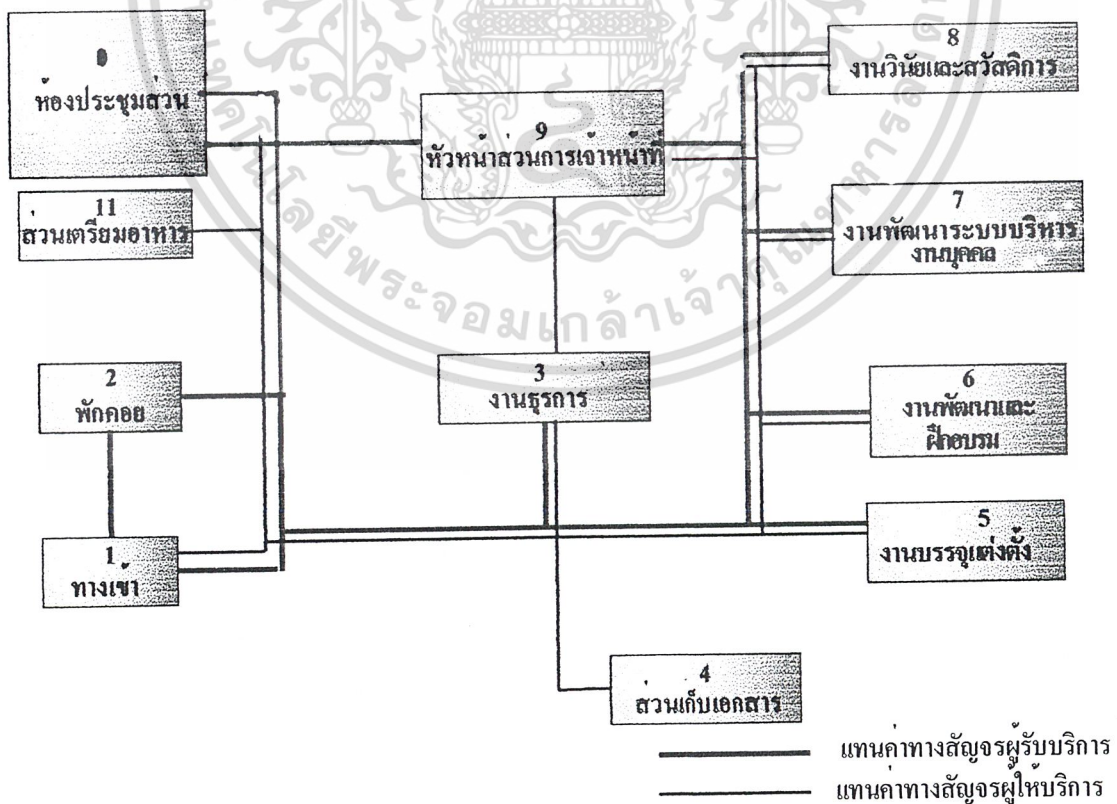 8
งานวินัยและสวัสดิการ
ห้องประชุมส่วน
9
หัวหน้าส่วนการเจ้าหน้าที่
11
ส่วนเตรียมอาหาร
7
งานพัฒนาระบบบริหาร
งานบุคคล
2
พักคอย
3
งานธุรการ
6
งานพัฒนาและ
ฝึกอบรม
1
ทางเข้า
5
งานบรรจุแต่งตั้ง
4
ส่วนเก็บเอกสาร
แทนค่าทางสัญจรผู้รับบริการ
แทนค่าทางสัญจรผู้ให้บริการ